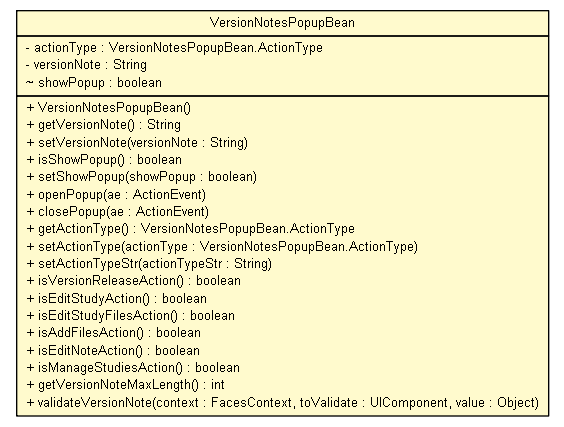 VersionNotesPopupBean
- actionType : VersionNotesPopupBean.ActionType
- versionNote : String
~ showPopup : boolean
+ VersionNotesPopupBean()
+ getVersionNote() : String
+ setVersionNote(versionNote : String)
+ isShowPopup() : boolean
+ setShowPopup(showPopup : boolean)
+ openPopup(ae : ActionEvent)
+ closePopup(ae : ActionEvent)
+ getActionType() : VersionNotesPopupBean.ActionType
+ setActionType(actionType : VersionNotesPopupBean.ActionType)
+ setActionTypeStr(actionTypeStr : String)
+ isVersionReleaseAction() : boolean
+ isEditStudyAction() : boolean
+ isEditStudyFilesAction() : boolean
+ isAddFilesAction() : boolean
+ isEditNoteAction() : boolean
+ isManageStudiesAction() : boolean
+ getVersionNoteMaxLength() : int
+ validateVersionNote(context : FacesContext, toValidate : UIComponent, value : Object)